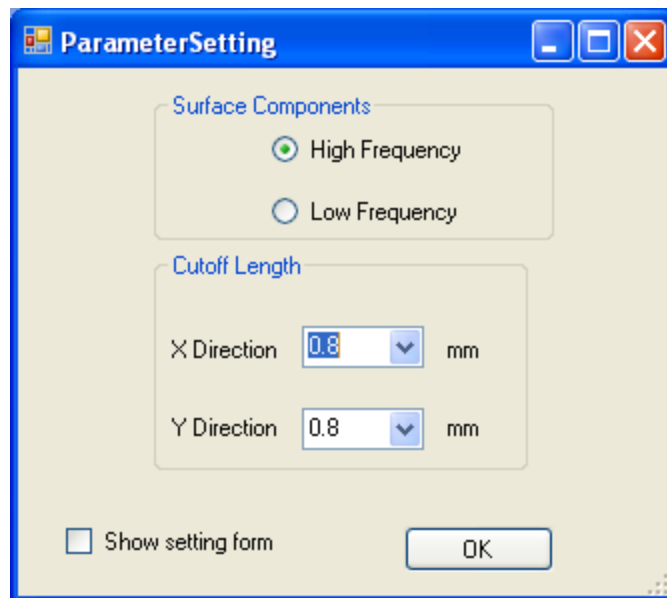 ParameterSetting
Surface Components
High Frequency
Low Frequency
Cutoff Length
X Direction 0.8 mm
Y Direction 0.8 mm
Show setting form OK